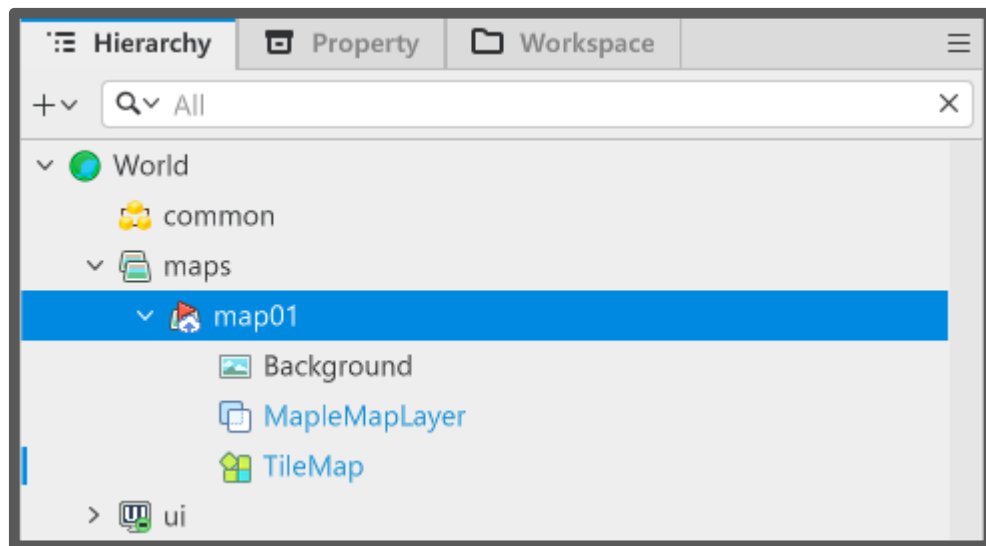 Hierarchy Property Workspace
All
World
common
maps
map01
Background
MapleMapLayer
TileMap
ui